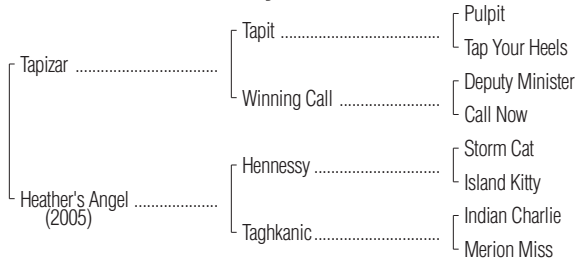 Pulpit
Tapit ................................
Tap Your Heels
Tapizar .............................
Deputy Minister
Winning Call ....................
Call Now
Storm Cat
Hennessy .........................
Island Kitty
Heather's Angel .................
(2005)
Indian Charlie
Taghkanic.........................
Merion Miss